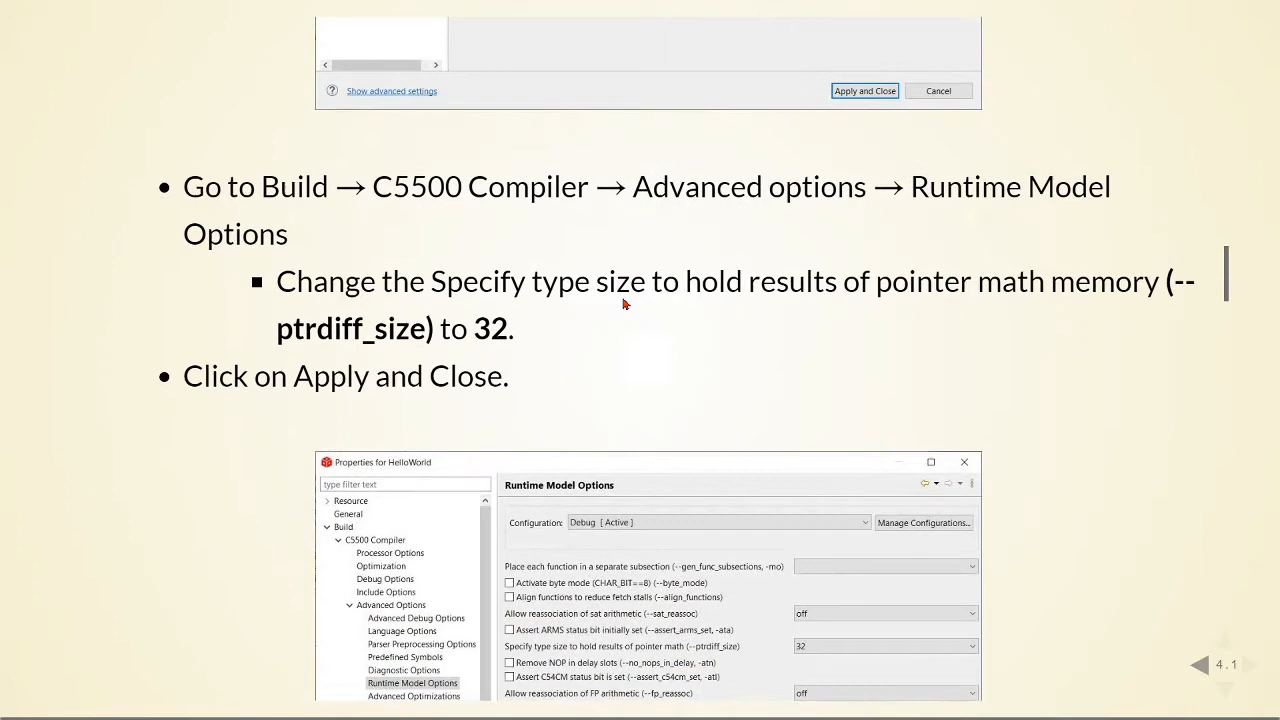 Show advanced settings
Apply and Close
Cancel
• Go to Build → C5500 Compiler → Advanced options → Runtime Model
Options
▪ Change the Specify type size to hold results of pointer math memory (--
ptrdiff_size) to 32.
• Click on Apply and Close.
Properties for HelloWorld
type filter text
Resource
General
Build
C5500 Compiler
Processor Options
Optimization
Debug Options
Include Options
Advanced Options
Advanced Debug Options
Language Options
Parser Preprocessing Options
Predefined Symbols
Diagnostic Options
Runtime Model Options
Advanced Optimizations
Runtime Model Options
Configuration: Debug [ Active ] Manage Configurations...
Place each function in a separate subsection (--gen_func_subsections, -mo)
Activate byte mode (CHAR_BIT==8) (--byte_mode)
Align functions to reduce fetch stalls (--align_functions)
Allow reassociation of sat arithmetic (--sat_reassoc) off
Assert ARMS status bit initially set (--assert_arms_set, -ata)
Specify type size to hold results of pointer math (--ptrdiff_size) 32
Remove NOP in delay slots (--no_nops_in_delay, -atn)
Assert C54CM status bit is set (--assert_c54cm_set, -atl)
Allow reassociation of FP arithmetic (--fp_reassoc) off
4.1